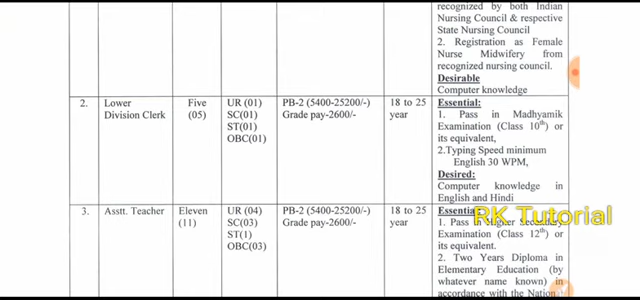 recognized by both Indian
Nursing Council & respective
State Nursing Council
2. Registration as Female
Nurse Midwifery from
recognized nursing council.
Desirable
Computer knowledge
2. Lower Division Clerk
Five (05)
UR (01)
SC(01)
ST(01)
OBC(01)
PB-2 (5400-25200/-)
Grade pay-2600/-
18 to 25 year
Essential:
1. Pass in Madhyamik
Examination (Class 10th) or
its equivalent,
2.Typing Speed minimum
English 30 WPM,
Desired:
Computer knowledge in
English and Hindi
3. Asstt. Teacher
Eleven (11)
UR (04)
SC(03)
ST(1)
OBC(03)
PB-2 (5400-25200/-)
Grade pay-2600/-
18 to 25 year
Essential
1. Pass in Higher
Examination (Class 12th) or
its equivalent.
2. Two Years Diploma in
Elementary Education (by
whatever name known) in
accordance with the Nation
RK Tutorial